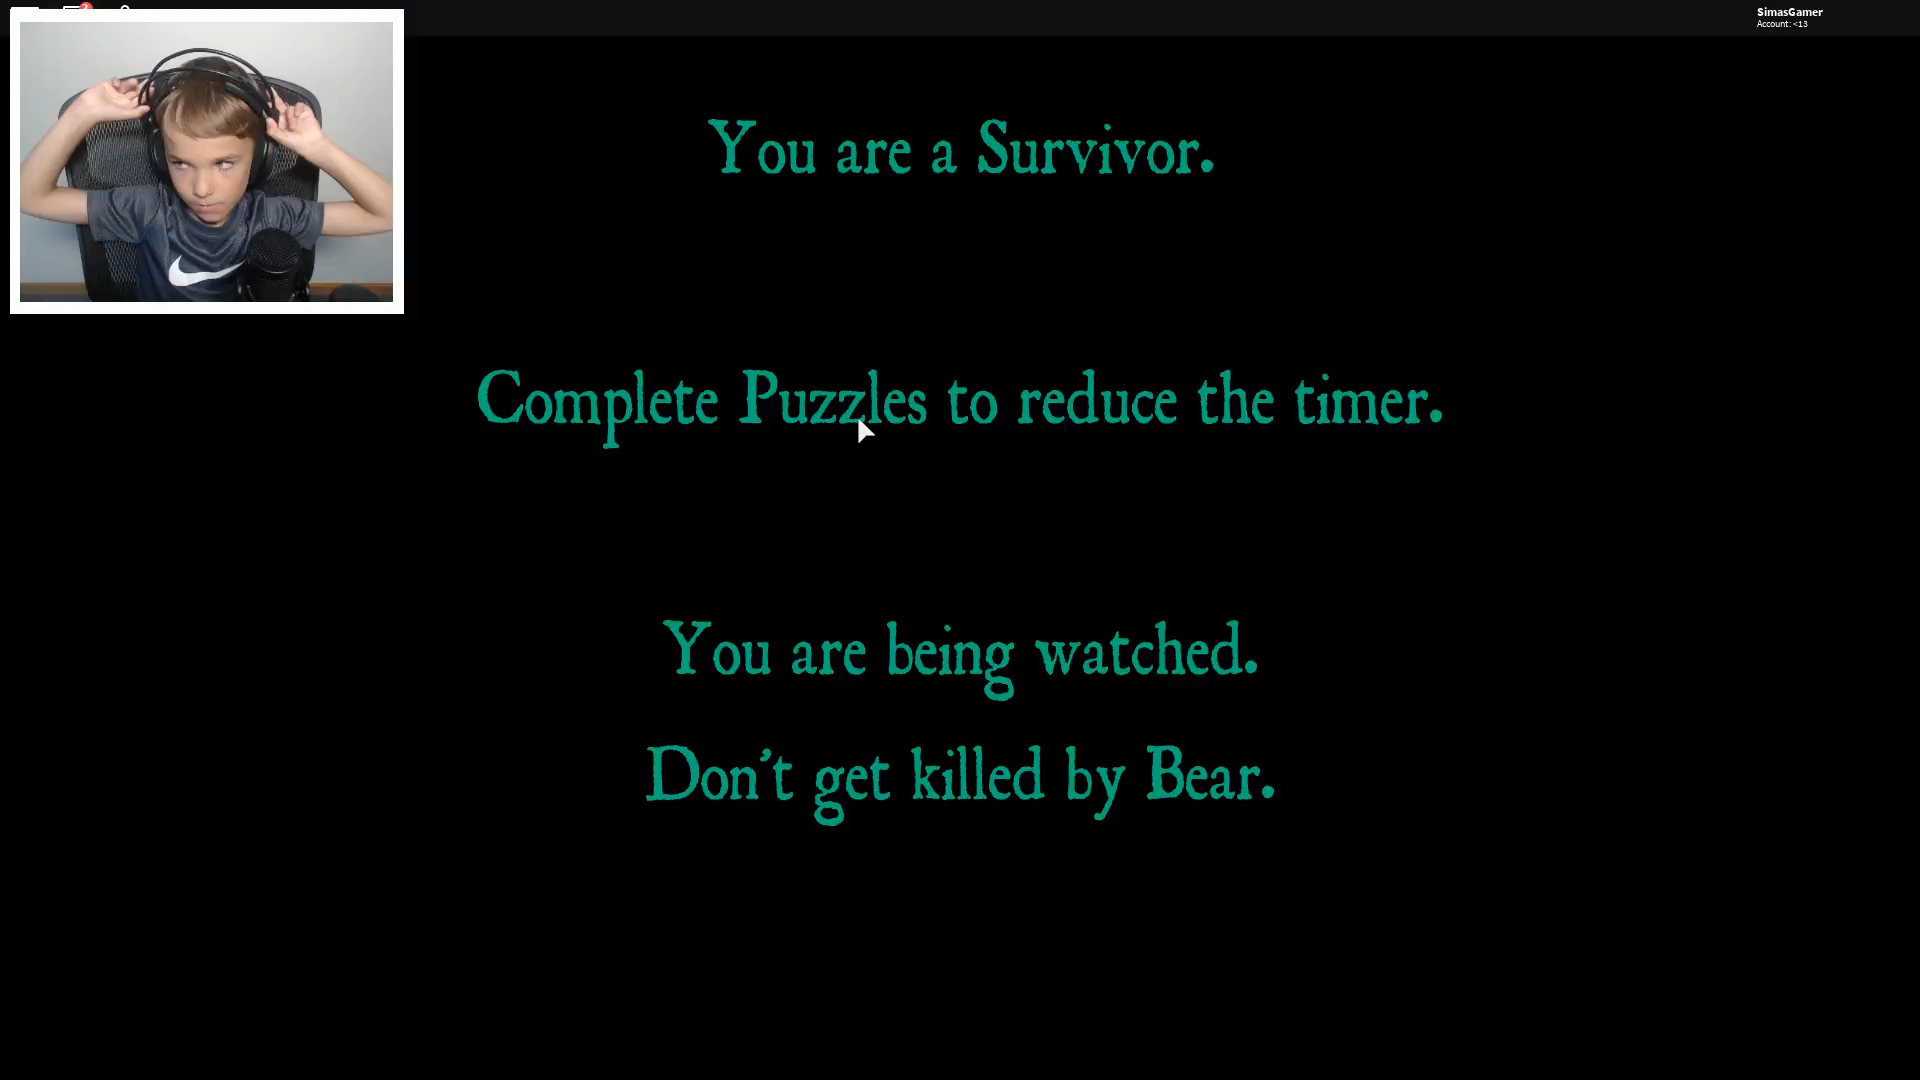 2
SimasGamer
Account: <13
You are a Survivor.
Complete Puzzles to reduce the timer.
You are being watched.
Don't get killed by Bear.